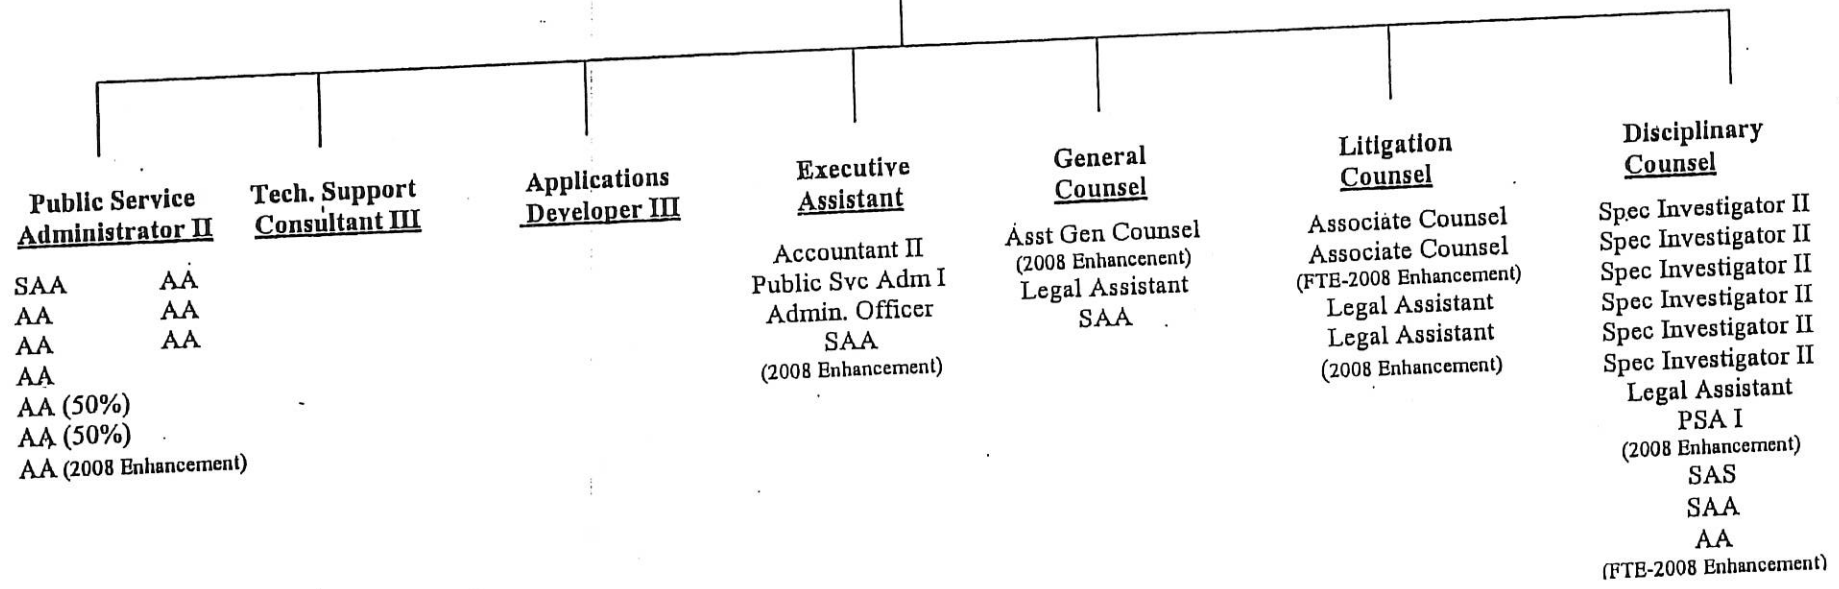 Public Service
Administrator II
SAA
AA
AA
AA
AA (50%)
AA (50%)
AA (2008 Enhancement)
AA
AA
AA
Tech. Support
Consultant III
Applications
Developer III
Executive
Assistant
Accountant II
Public Svc Adm I
Admin. Officer
SAA
(2008 Enhancement)
General
Counsel
Asst Gen Counsel
(2008 Enhancenent)
Legal Assistant
SAA
Litigation
Counsel
Associate Counsel
Associate Counsel
(FTE-2008 Enhancement)
Legal Assistant
Legal Assistant
(2008 Enhancement)
Disciplinary
Counsel
Spec Investigator II
Spec Investigator II
Spec Investigator II
Spec Investigator II
Spec Investigator II
Spec Investigator II
Legal Assistant
PSA I
(2008 Enhancement)
SAS
SAA
AA
(FTE-2008 Enhancement)